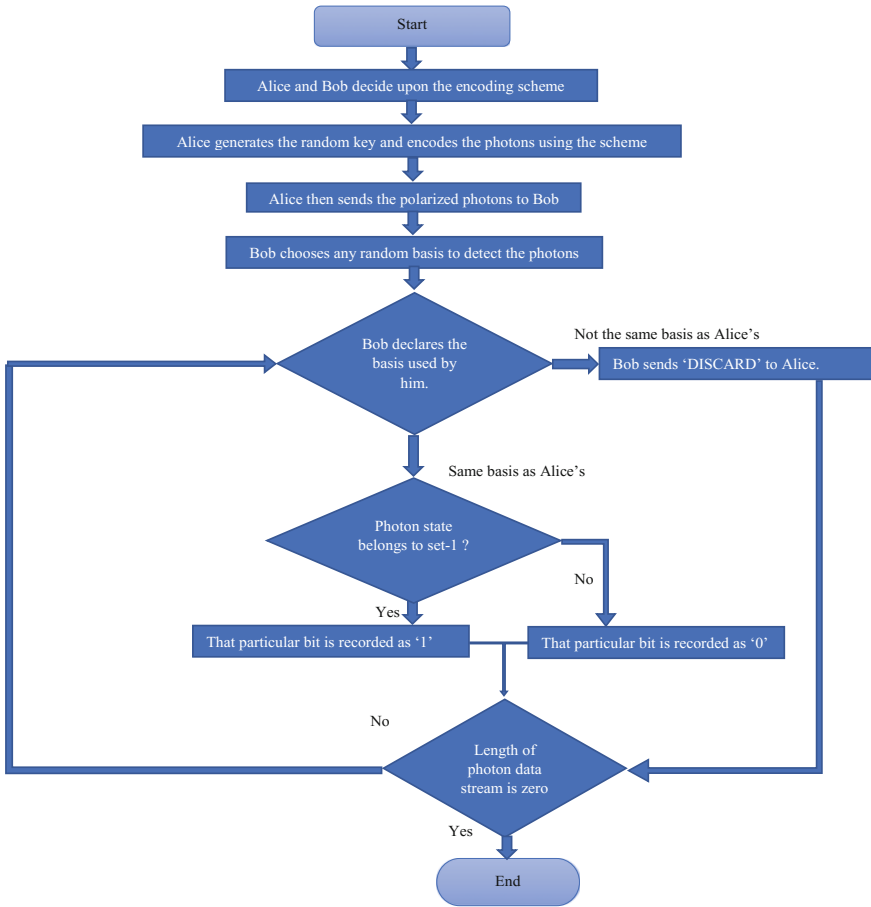 Start
Alice and Bob decide upon the encoding scheme
Alice generates the random key and encodes the photons using the scheme
Alice then sends the polarized photons to Bob
Bob chooses any random basis to detect the photons
Bob declares the
basis used by
him.
Not the same basis as Alice’s
Bob sends ‘DISCARD’ to Alice.
Same basis as Alice’s
Photon state
belongs to set-1 ?
No
Yes
That particular bit is recorded as ‘1’
That particular bit is recorded as ‘0’
No
Length of
photon data
stream is zero
Yes
End